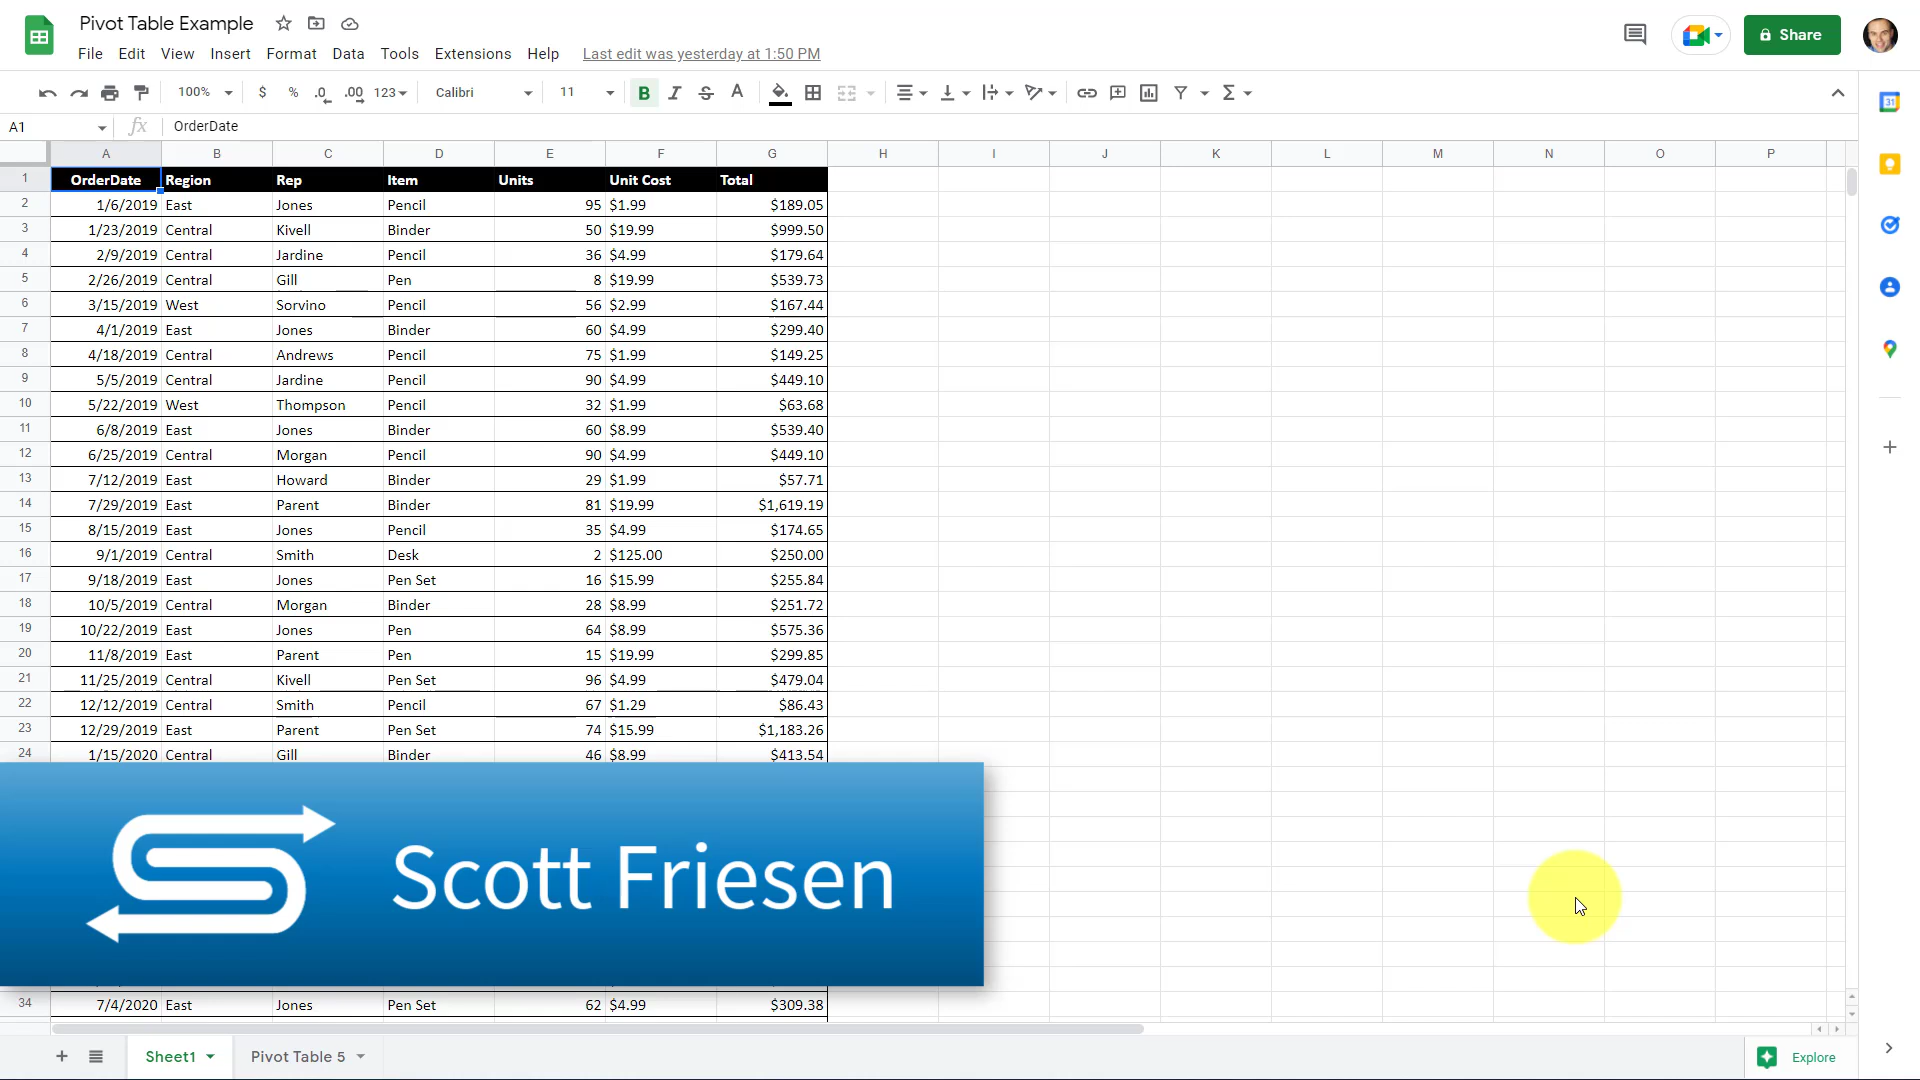 Pivot Table Example
File Edit View Insert Format Data Tools Extensions Help Last edit was yesterday at 1:50 PM
Share
100% $ % .0 .00 123 Calibri 11 B I S A
A1 fx OrderDate
A B C D E F G H I J K L M N O P
1 OrderDate Region Rep Item Units Unit Cost Total
2 1/6/2019 East Jones Pencil 95 $1.99 $189.05
3 1/23/2019 Central Kivell Binder 50 $19.99 $999.50
4 2/9/2019 Central Jardine Pencil 36 $4.99 $179.64
5 2/26/2019 Central Gill Pen 8 $19.99 $539.73
6 3/15/2019 West Sorvino Pencil 56 $2.99 $167.44
7 4/1/2019 East Jones Binder 60 $4.99 $299.40
8 4/18/2019 Central Andrews Pencil 75 $1.99 $149.25
9 5/5/2019 Central Jardine Pencil 90 $4.99 $449.10
10 5/22/2019 West Thompson Pencil 32 $1.99 $63.68
11 6/8/2019 East Jones Binder 60 $8.99 $539.40
12 6/25/2019 Central Morgan Pencil 90 $4.99 $449.10
13 7/12/2019 East Howard Binder 29 $1.99 $57.71
14 7/29/2019 East Parent Binder 81 $19.99 $1,619.19
15 8/15/2019 East Jones Pencil 35 $4.99 $174.65
16 9/1/2019 Central Smith Desk 2 $125.00 $250.00
17 9/18/2019 East Jones Pen Set 16 $15.99 $255.84
18 10/5/2019 Central Morgan Binder 28 $8.99 $251.72
19 10/22/2019 East Jones Pen 64 $8.99 $575.36
20 11/8/2019 East Parent Pen 15 $19.99 $299.85
21 11/25/2019 Central Kivell Pen Set 96 $4.99 $479.04
22 12/12/2019 Central Smith Pencil 67 $1.29 $86.43
23 12/29/2019 East Parent Pen Set 74 $15.99 $1,183.26
24 1/15/2020 Central Gill Binder 46 $8.99 $413.54
Scott Friesen
34 7/4/2020 East Jones Pen Set 62 $4.99 $309.38
Sheet1 Pivot Table 5 Explore
31